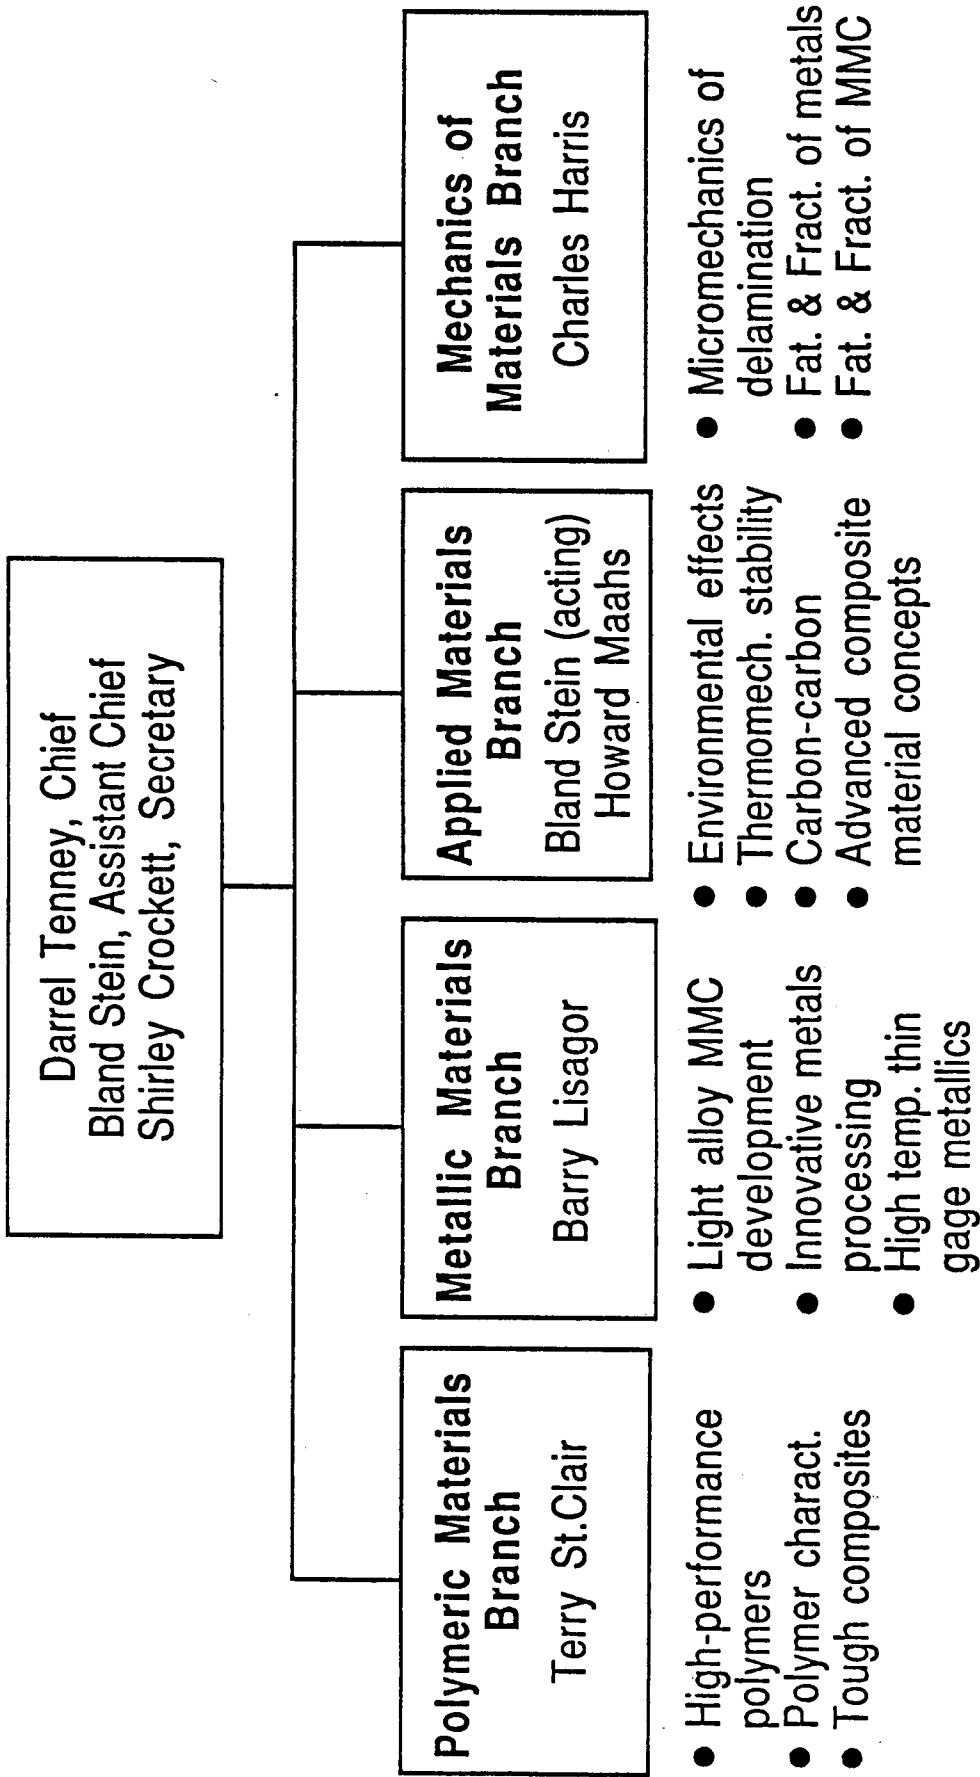 Darrel Tenney, Chief
Bland Stein, Assistant Chief
Shirley Crockett, Secretary
Polymeric Materials
Branch
Terry St.Clair
● High-performance
polymers
● Polymer charact.
● Tough composites
Metallic Materials
Branch
Barry Lisagor
● Light alloy MMC
development
● Innovative metals
processing
● High temp. thin
gage metallics
Applied Materials
Branch
Bland Stein (acting)
Howard Maahs
● Environmental effects
● Thermomech. stability
● Carbon-carbon
● Advanced composite
material concepts
Mechanics of
Materials Branch
Charles Harris
● Micromechanics of
delamination
● Fat. & Fract. of metals
● Fat. & Fract. of MMC